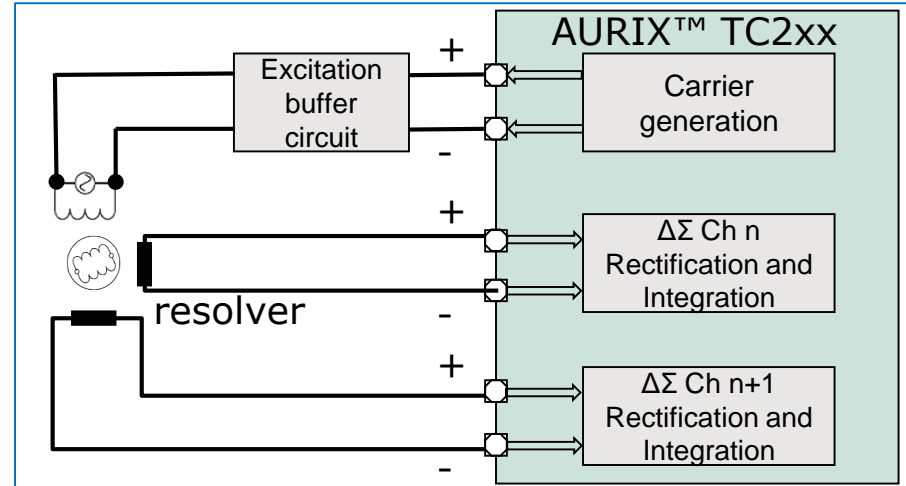 AURIX™ TC2xx
+
Excitation
buffer
circuit
-
Carrier
generation
+
resolver
-
ΔΣ Ch n
Rectification and
Integration
+
-
ΔΣ Ch n+1
Rectification and
Integration